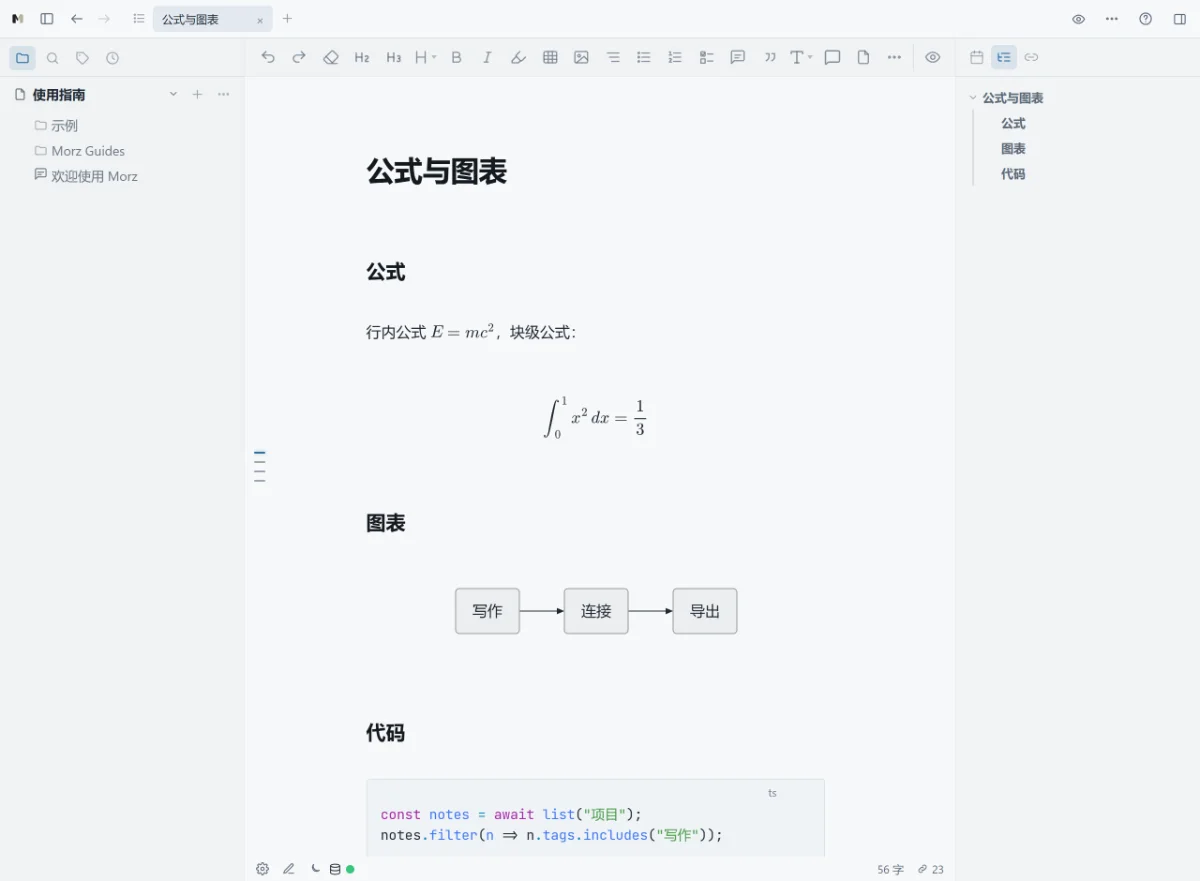 公式与图表
H2 H3 H B I T
使用指南
示例
Morz Guides
欢迎使用 Morz
公式与图表
公式
行内公式 E = mc²，块级公式：
∫₀¹ x² dx = 1/3
图表
写作 连接 导出
代码
ts
const notes = await list("项目");
notes.filter(n => n.tags.includes("写作"));
56 字 23
公式与图表
公式
图表
代码